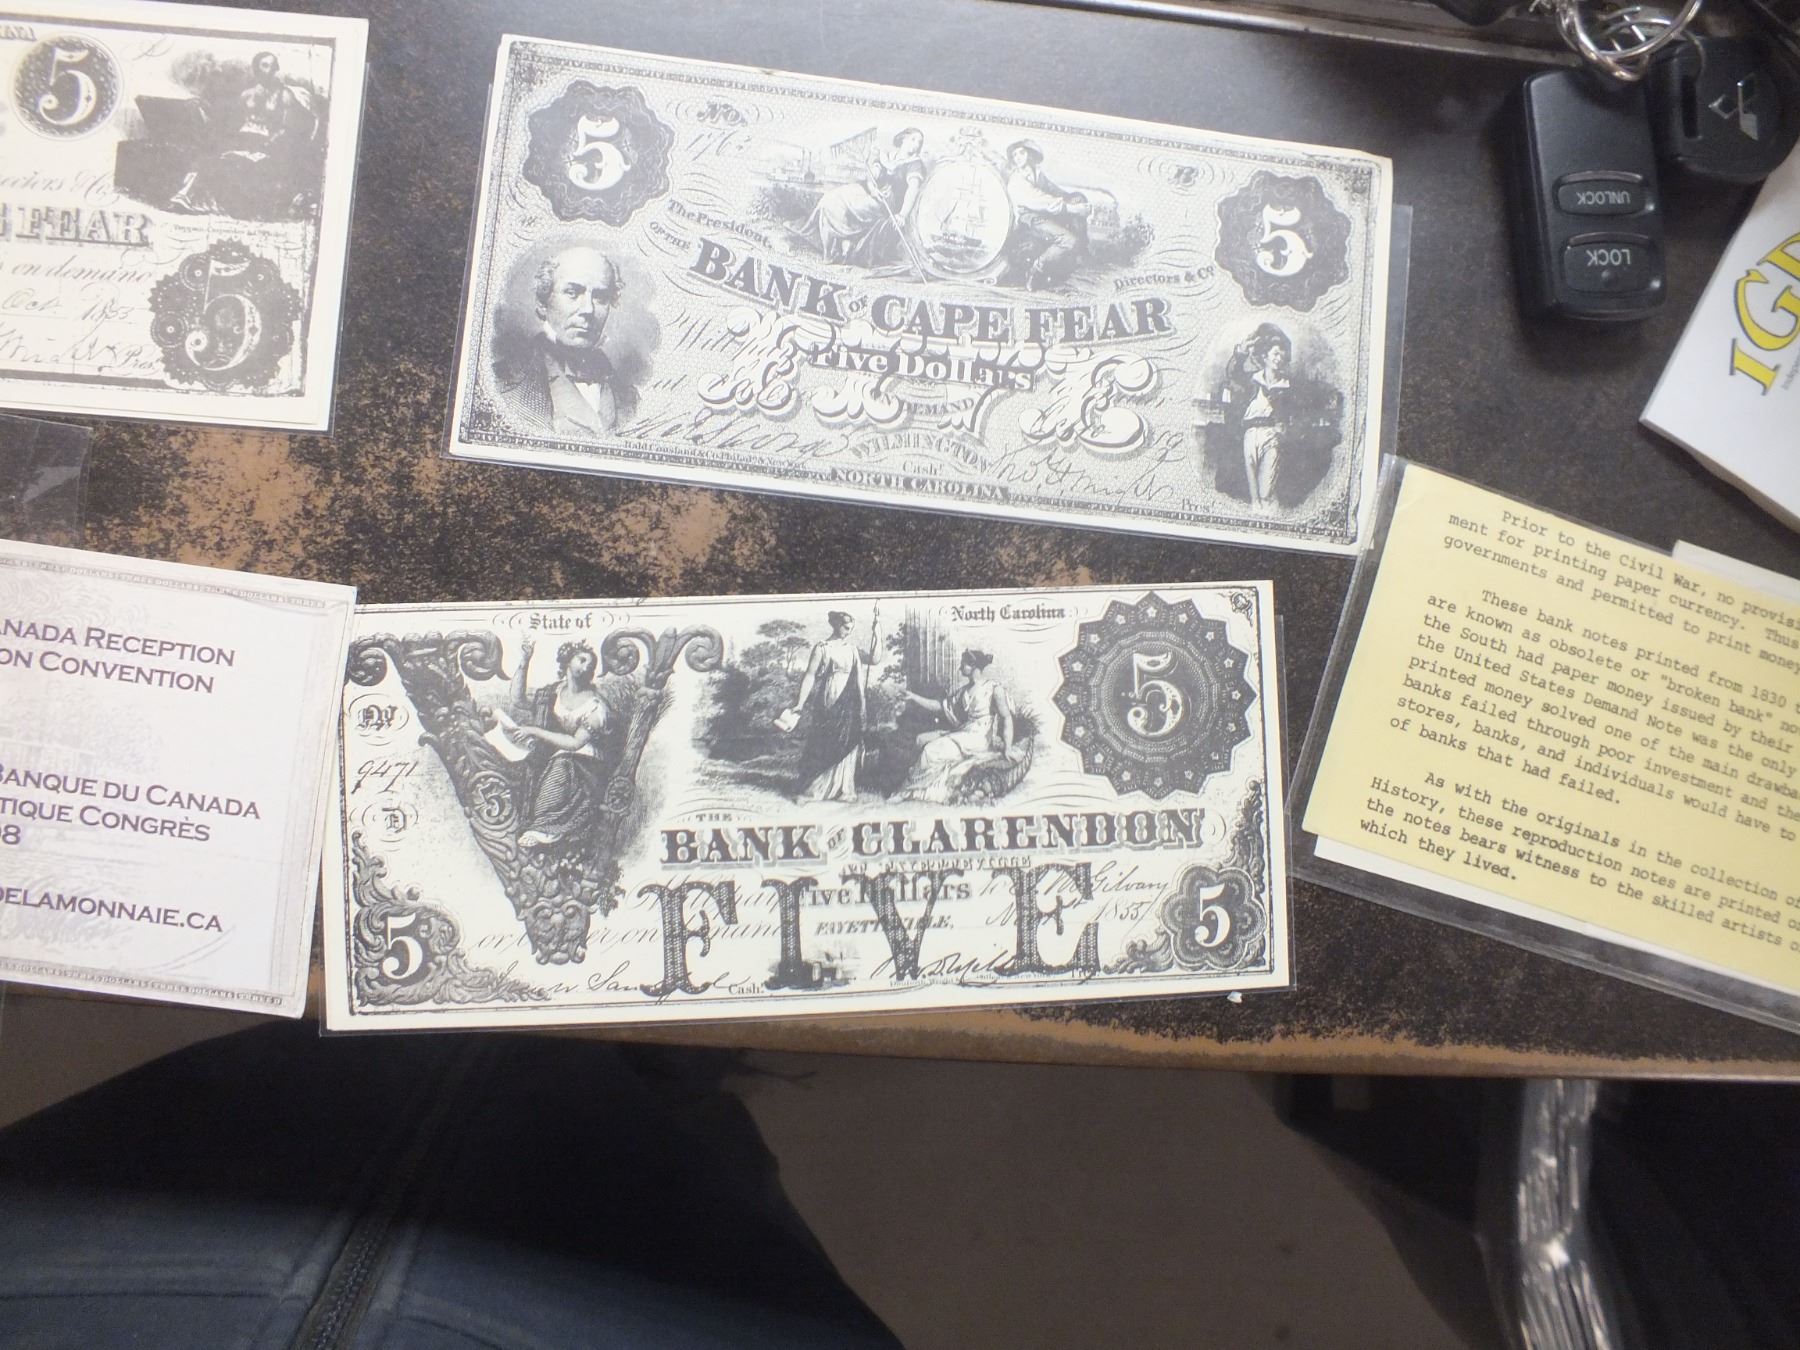 5
FEAR
on demand
Oct 1853
5
No.
176
B
5
5
The President,
OF THE
Directors & Co.
BANK OF CAPE FEAR
Will
Five Dollars
DEMAND
WILMINGTON
Cash!
Pres.
NORTH CAROLINA
UNLOCK
LOCK
IG
State of
North Carolina
5
9471
D
5
THE
BANK OF CLARENDON
Five Dollars
FIVE
FAYETTEVILLE,
1855
5
5
Cash!
ANADA RECEPTION
ON CONVENTION
BANQUE DU CANADA
TIQUE CONGRÈS
08
DELAMONNAIE.CA
Prior to the Civil War, no provisi
ment for printing paper currency. Thus
governments and permitted to print money
These bank notes printed from 1830 t
are known as obsolete or "broken bank" no
the South had paper money issued by their
the United States Demand Note was the only
printed money solved one of the main drawba
banks failed through poor investment and the
stores, banks, and individuals would have to
of banks that had failed.
As with the originals in the collection of
History, these reproduction notes are printed o
the notes bears witness to the skilled artists o
which they lived.